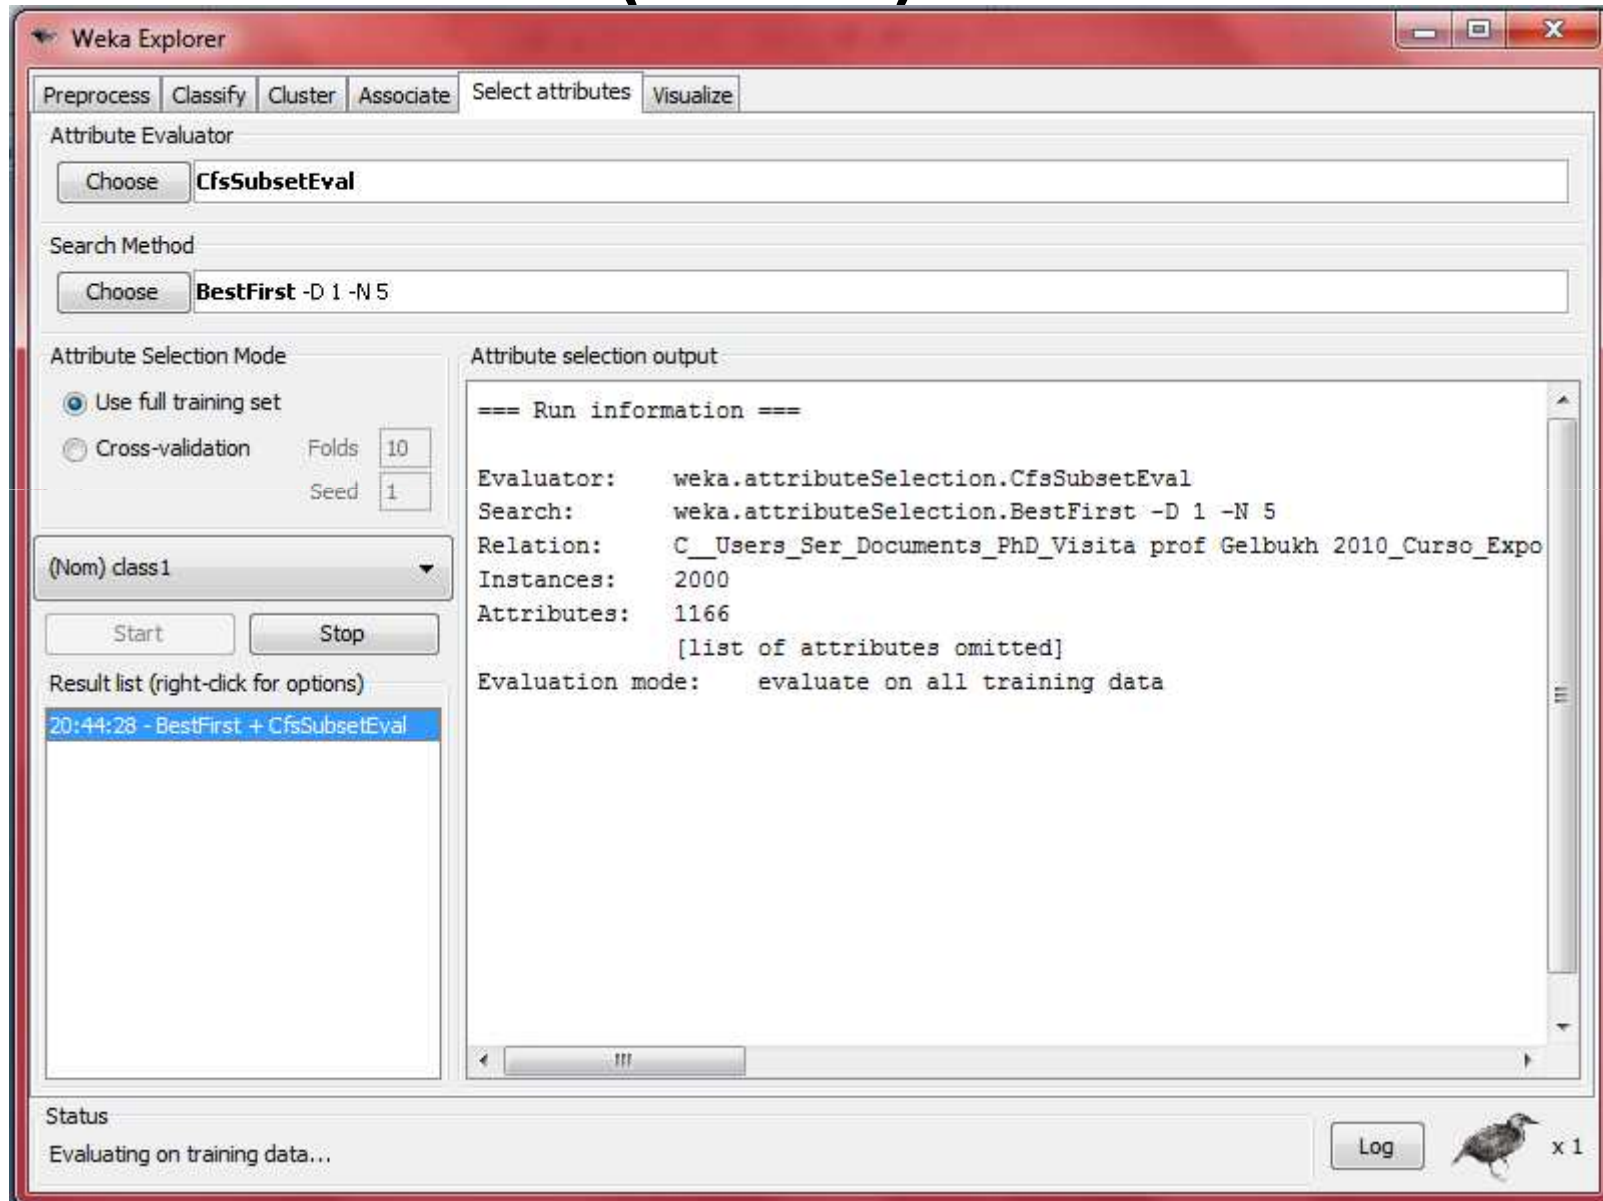 Weka Explorer
Preprocess Classify Cluster Associate Select attributes Visualize
Attribute Evaluator
Choose CfsSubsetEval
Search Method
Choose BestFirst -D 1 -N 5
Attribute Selection Mode
Use full training set
Cross-validation Folds 10
Seed 1
(Nom) class1
Start Stop
Result list (right-click for options)
20:44:28 - BestFirst + CfsSubsetEval
Attribute selection output
=== Run information ===
Evaluator: weka.attributeSelection.CfsSubsetEval
Search: weka.attributeSelection.BestFirst -D 1 -N 5
Relation: C__Users_Ser_Documents_PhD_Visita prof Gelbukh 2010_Curso_Expo
Instances: 2000
Attributes: 1166
[list of attributes omitted]
Evaluation mode: evaluate on all training data
Status
Evaluating on training data...
Log x 1